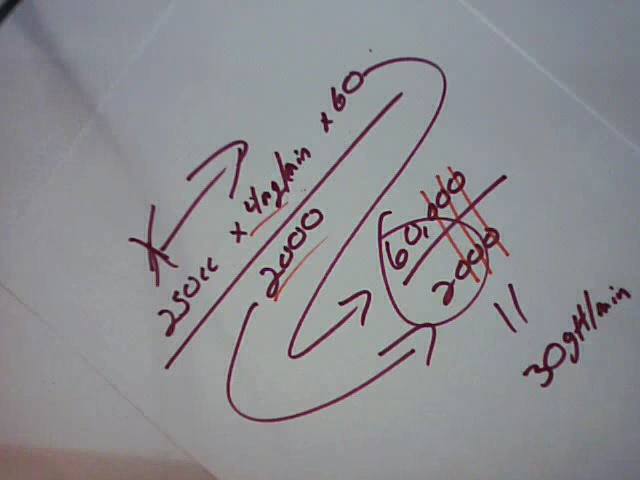 250cc x 4mg/min x 60
2000
60,000
2000
=
30gtt/min